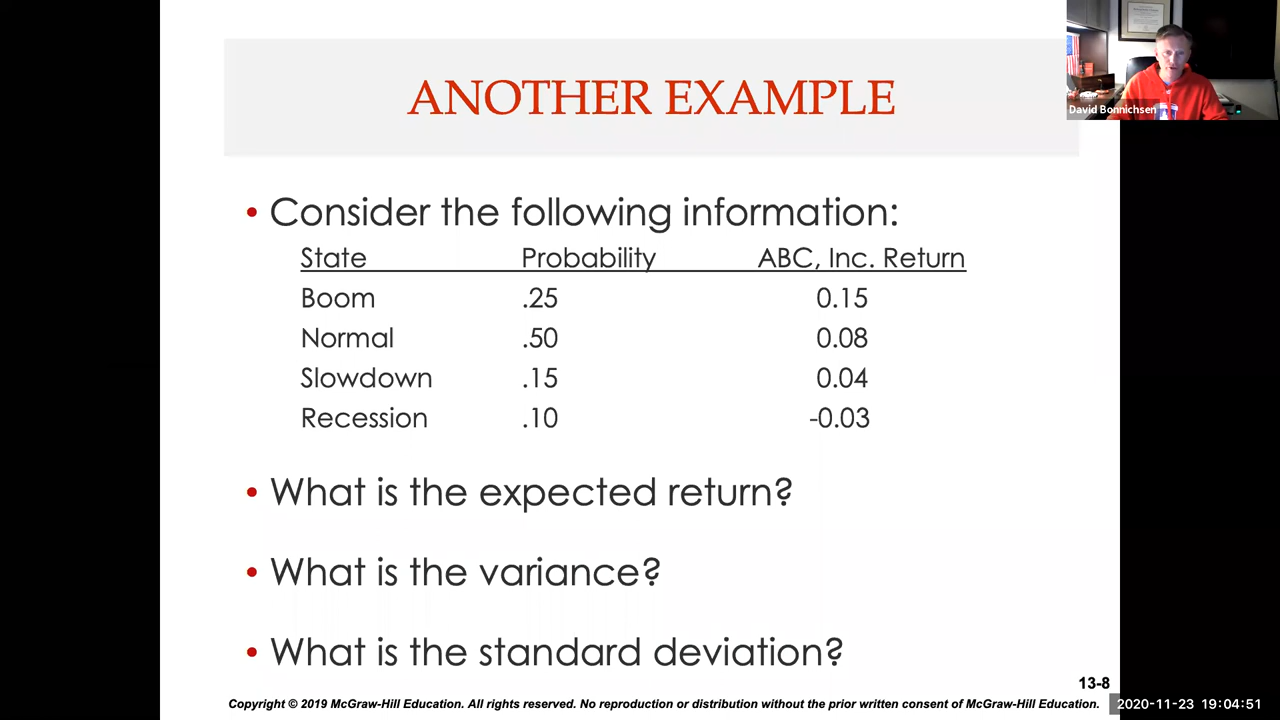 ANOTHER EXAMPLE
David Bonnichsen
• Consider the following information:
State Probability ABC, Inc. Return
Boom .25 0.15
Normal .50 0.08
Slowdown .15 0.04
Recession .10 -0.03
• What is the expected return?
• What is the variance?
• What is the standard deviation?
13-8
Copyright © 2019 McGraw-Hill Education. All rights reserved. No reproduction or distribution without the prior written consent of McGraw-Hill Education.
2020-11-23 19:04:51